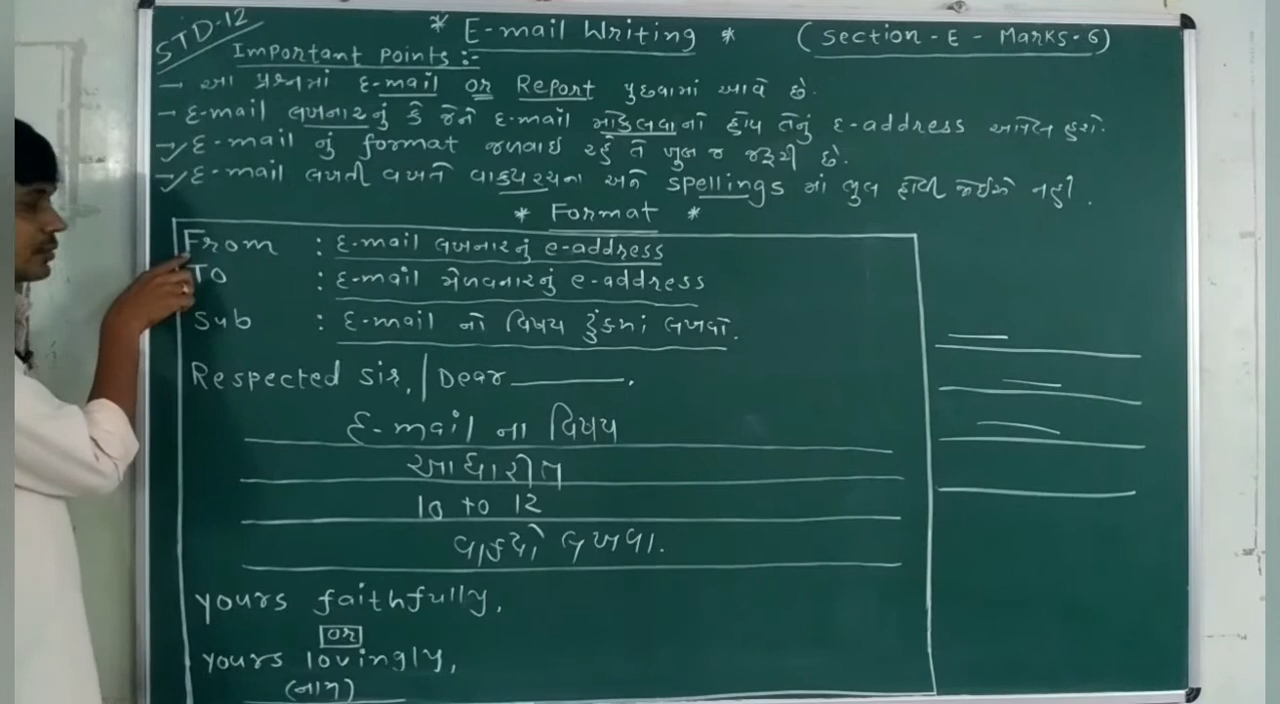 STD-12
* E-mail Writing *
(Section - E - Marks - 6)
Important Points :-
→ આ પ્રશ્નમાં E-mail or Report પુછવામાં આવે છે.
→ E-mail લખનારનું કે જેને E-mail મોકલવાનો હોય તેનું E-address આપેલ હશે.
→ E-mail નું format જળવાઇ રહે તે ખુબ જ જરૂરી છે.
→ E-mail લખતી વખતે વાક્યરચના અને spellings માં ભુલ હોવી જોઈએ નહી.
* Format *
From : E-mail લખનારનું e-address
To : E-mail મેળવનારનું e-address
Sub : E-mail નો વિષય ટુંકમાં લખવો.
Respected sir, / Dear ______.
E-mail ના વિષય
આધારીત
10 to 12
વાક્યો લખવા.
Yours faithfully,
or
Yours lovingly,
(નામ)